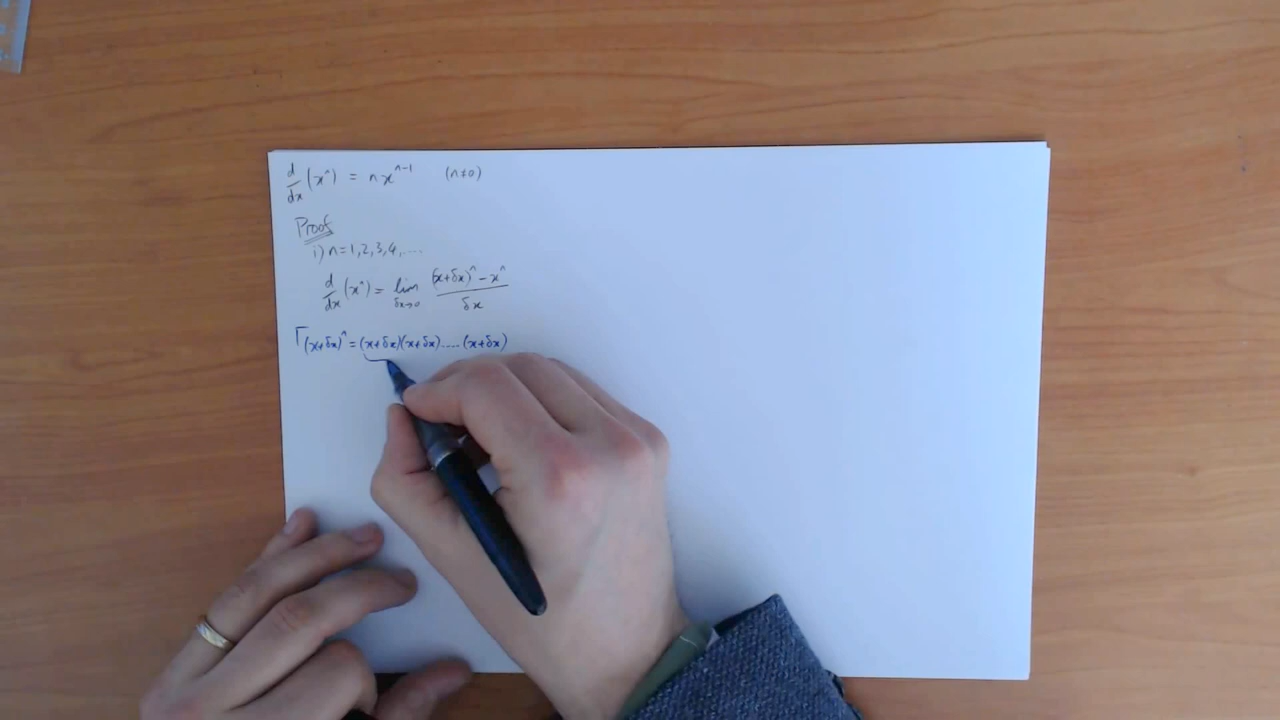 d/dx (xⁿ) = n xⁿ⁻¹ (n≠0)
Proof
i) n=1,2,3,4,....
d/dx (xⁿ) = lim δx→0 ((x+δx)ⁿ - xⁿ)/δx
(x+δx)ⁿ = (x+δx)(x+δx)....(x+δx)